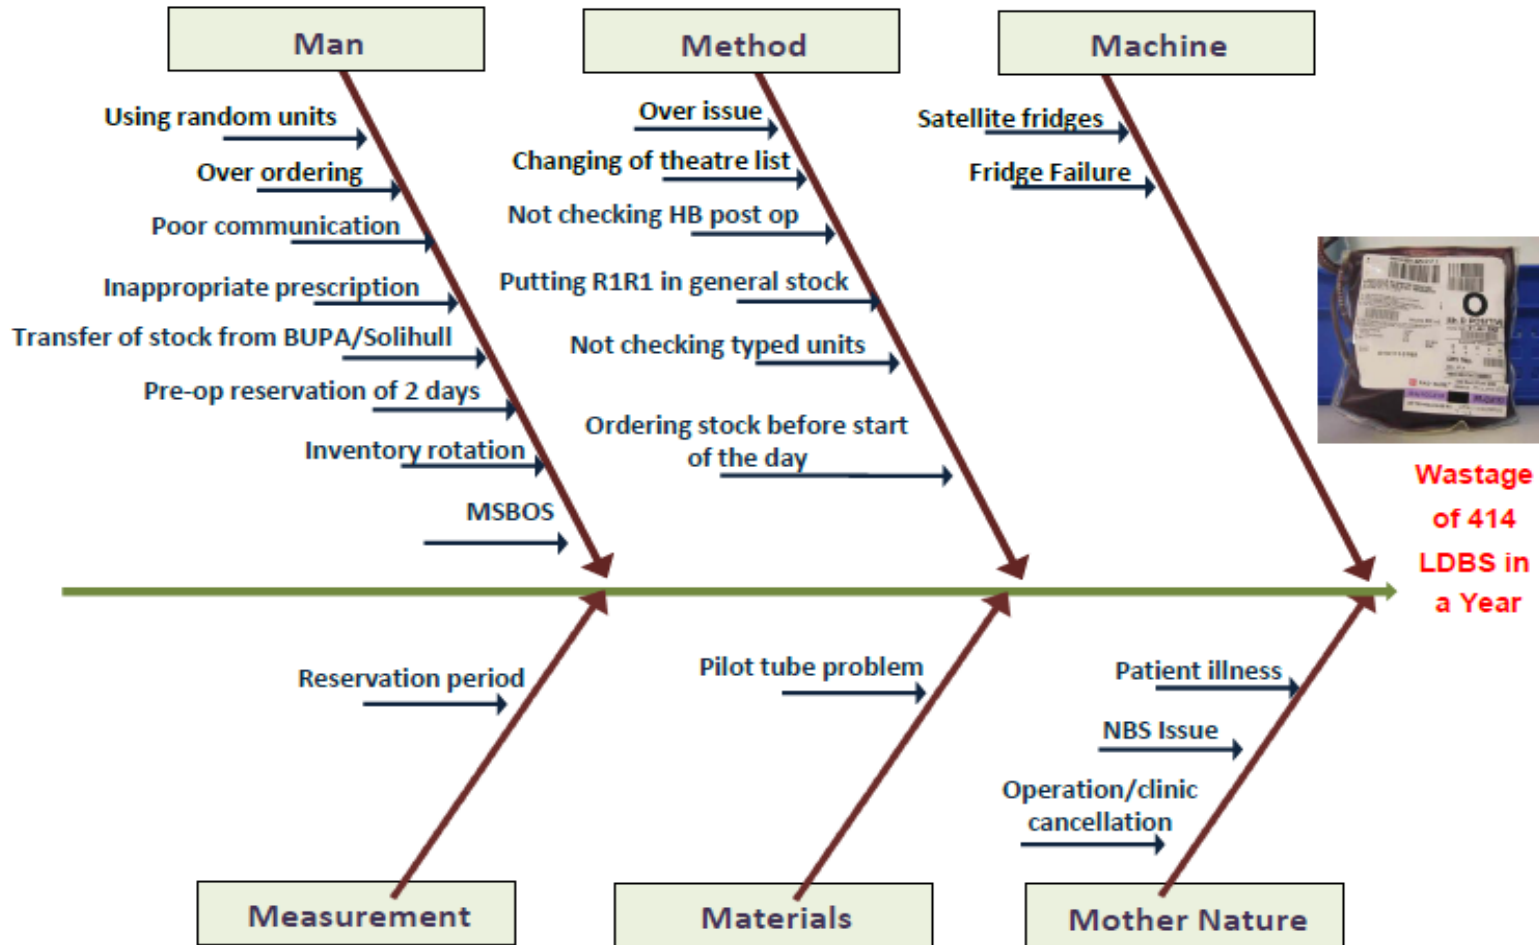 Man
Method
Machine
Using random units
Over ordering
Poor communication
Inappropriate prescription
Transfer of stock from BUPA/Solihull
Pre-op reservation of 2 days
Inventory rotation
MSBOS
Over issue
Changing of theatre list
Not checking HB post op
Putting R1R1 in general stock
Not checking typed units
Ordering stock before start
of the day
Satellite fridges
Fridge Failure
O
Wastage
of 414
LDBS in
a Year
Reservation period
Pilot tube problem
Patient illness
NBS Issue
Operation/clinic
cancellation
Measurement
Materials
Mother Nature